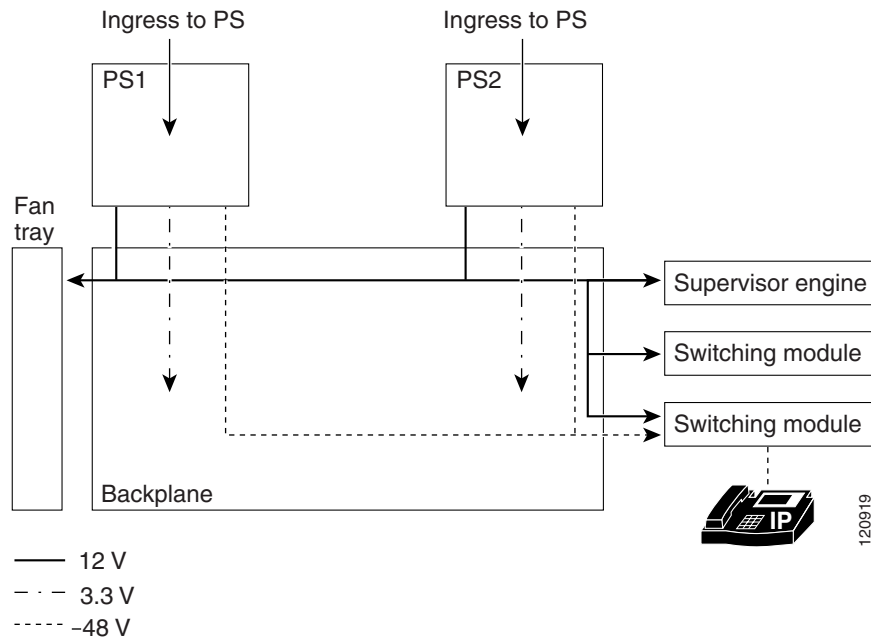 Ingress to PS
Ingress to PS
PS1
PS2
Fan
tray
Supervisor engine
Switching module
Switching module
Backplane
IP
120919
12 V
3.3 V
–48 V